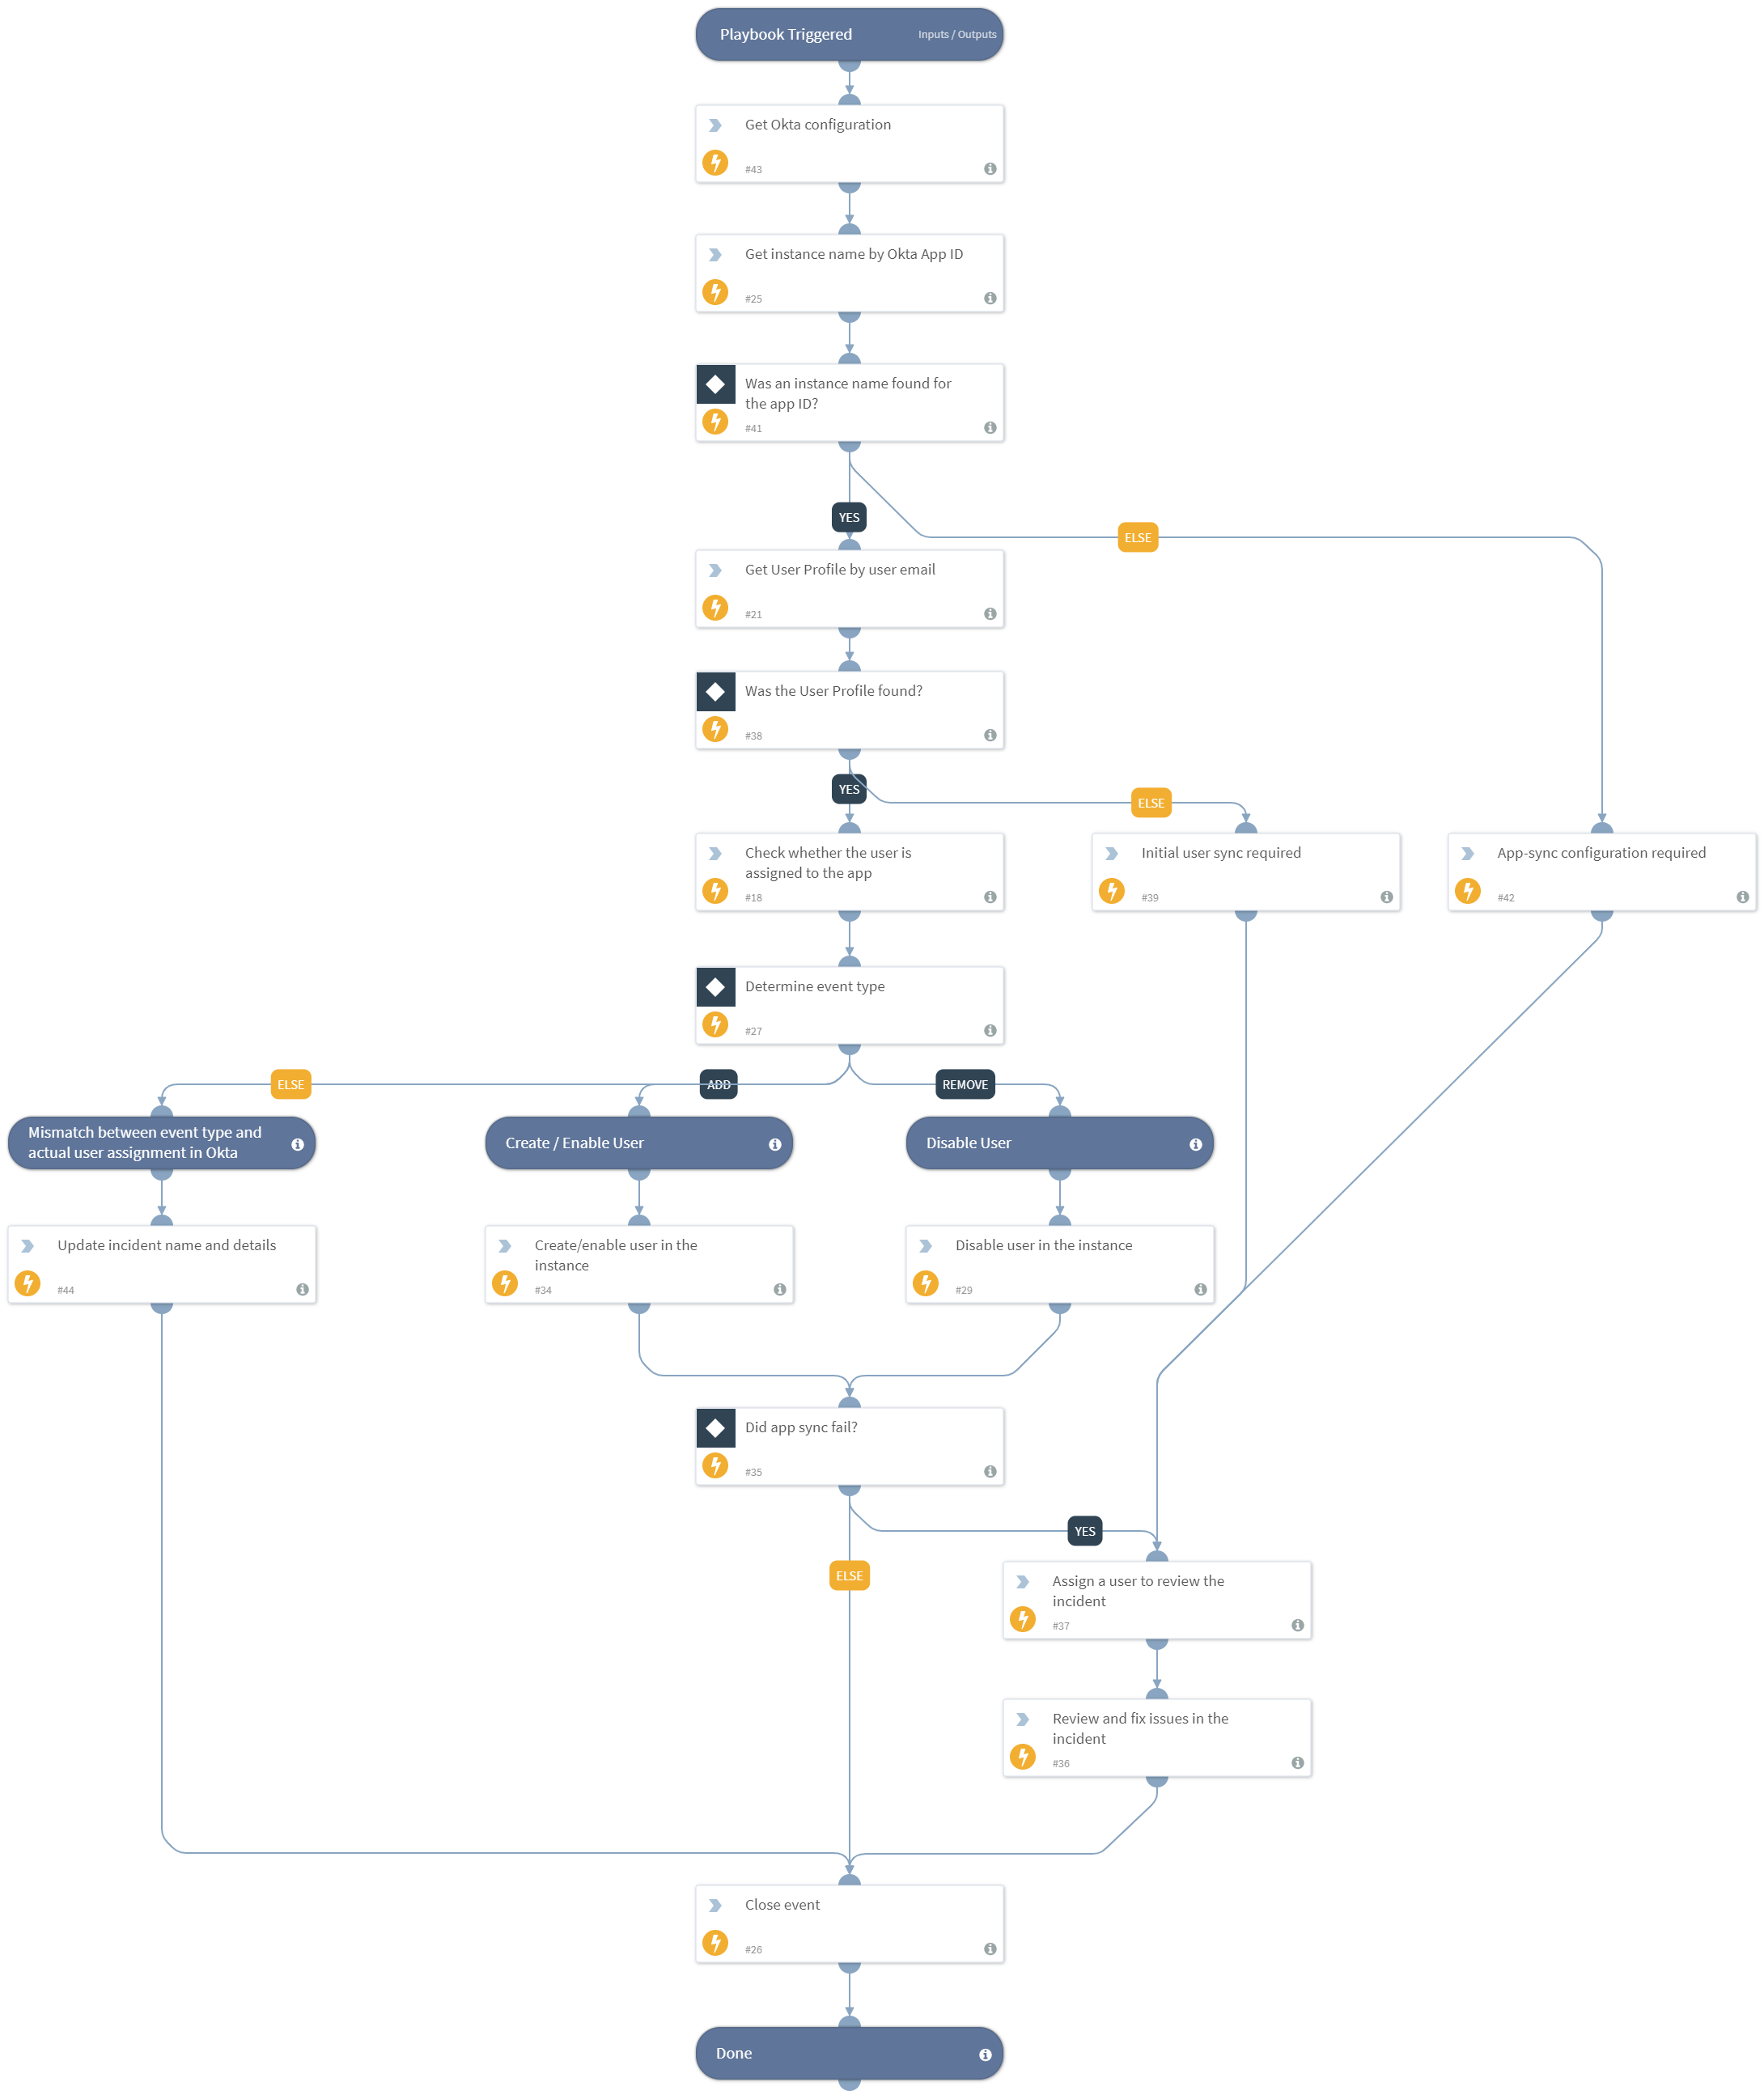 Playbook Triggered
Inputs / Outputs
Get Okta configuration
#43
Get instance name by Okta App ID
#25
Was an instance name found for
the app ID?
#41
YES
ELSE
Get User Profile by user email
#21
Was the User Profile found?
#38
YES
ELSE
Check whether the user is
assigned to the app
#18
Initial user sync required
#39
App-sync configuration required
#42
Determine event type
#27
ELSE
ADD
REMOVE
Mismatch between event type and
actual user assignment in Okta
Create / Enable User
Disable User
Update incident name and details
#44
Create/enable user in the
instance
#34
Disable user in the instance
#29
Did app sync fail?
#35
YES
ELSE
Assign a user to review the
incident
#37
Review and fix issues in the
incident
#36
Close event
#26
Done